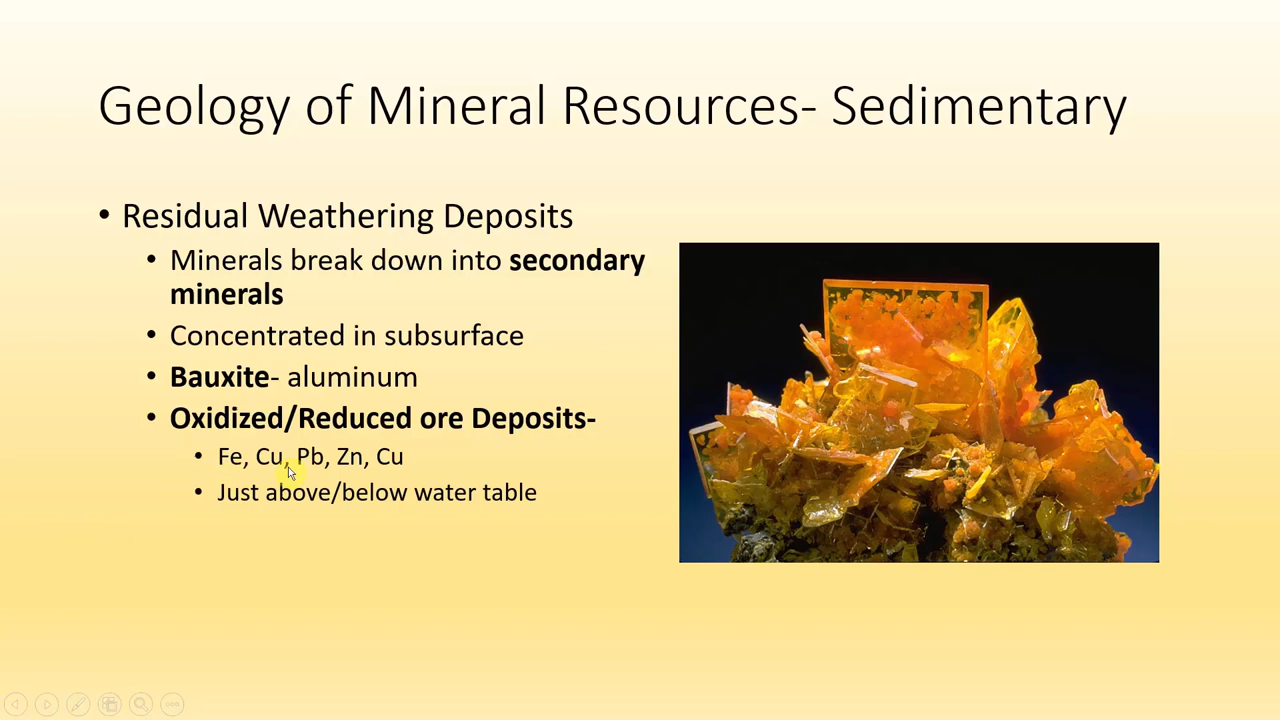 Geology of Mineral Resources- Sedimentary
• Residual Weathering Deposits
• Minerals break down into secondary
minerals
• Concentrated in subsurface
• Bauxite- aluminum
• Oxidized/Reduced ore Deposits-
• Fe, Cu, Pb, Zn, Cu
• Just above/below water table